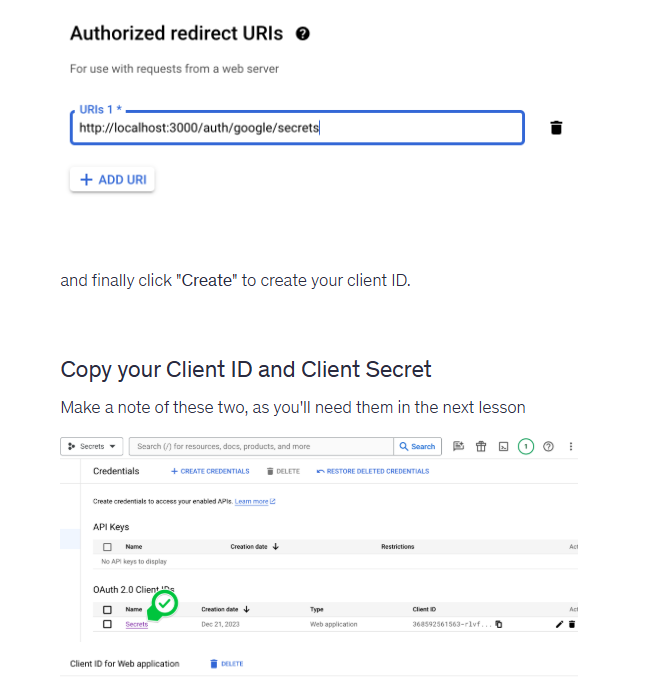 Authorized redirect URIs
For use with requests from a web server
URIs 1 *
http://localhost:3000/auth/google/secrets
+ ADD URI
and finally click "Create" to create your client ID.
Copy your Client ID and Client Secret
Make a note of these two, as you'll need them in the next lesson
Secrets Search (/) for resources, docs, products, and more Search 1
Credentials + CREATE CREDENTIALS DELETE RESTORE DELETED CREDENTIALS
Create credentials to access your enabled APIs. Learn more
API Keys
Name Creation date Restrictions Act
No API keys to display
OAuth 2.0 Client IDs
Name Creation date Type Client ID Act
Secrets Dec 21, 2023 Web application 368592561563-rlvf...
Client ID for Web application DELETE